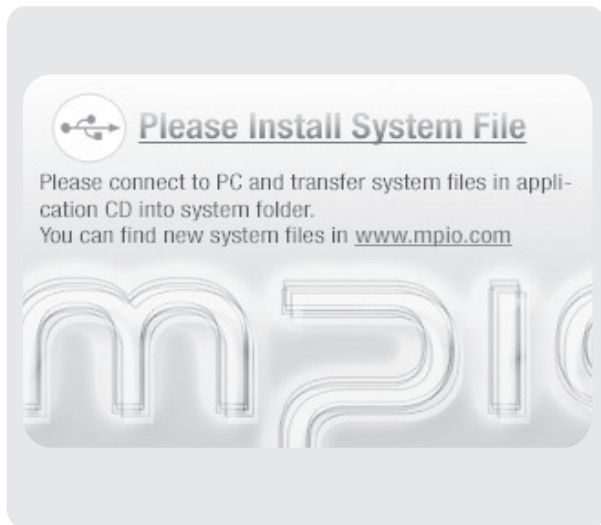 Please Install System File
Please connect to PC and transfer system files in appli-
cation CD into system folder.
You can find new system files in www.mpio.com
mpio